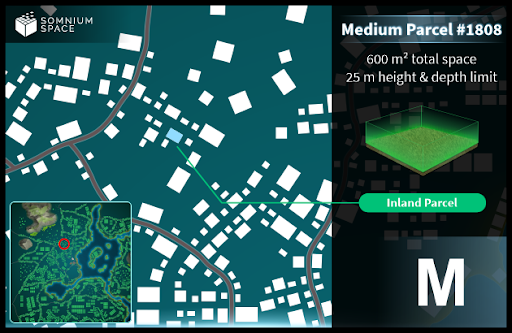 SOMNIUM
SPACE
Medium Parcel #1808
600 m² total space
25 m height & depth limit
Inland Parcel
M